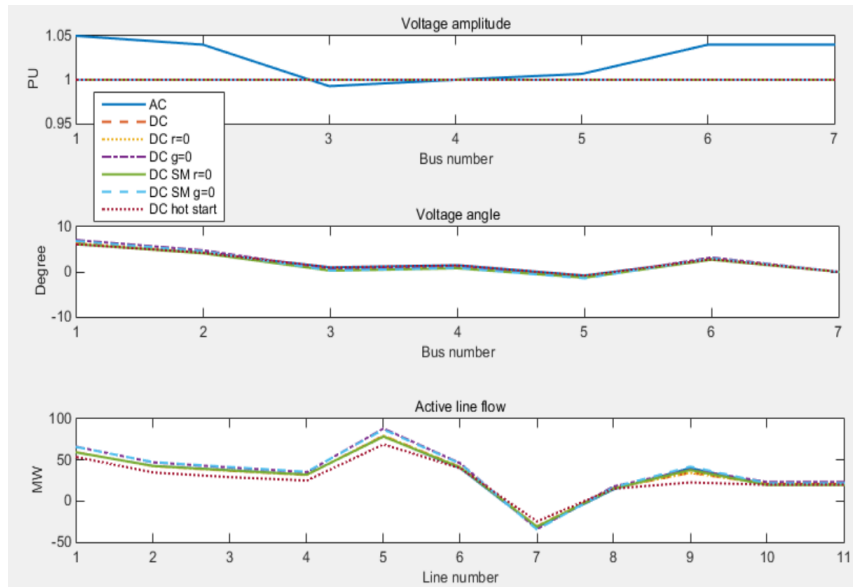 Voltage amplitude
1.05
1
0.95
PU
1 3 4 5 6 7
Bus number
AC
DC
DC r=0
DC g=0
DC SM r=0
DC SM g=0
DC hot start
Voltage angle
10
0
-10
Degree
1 2 3 4 5 6 7
Bus number
Active line flow
100
50
0
-50
MW
1 2 3 4 5 6 7 8 9 10 11
Line number